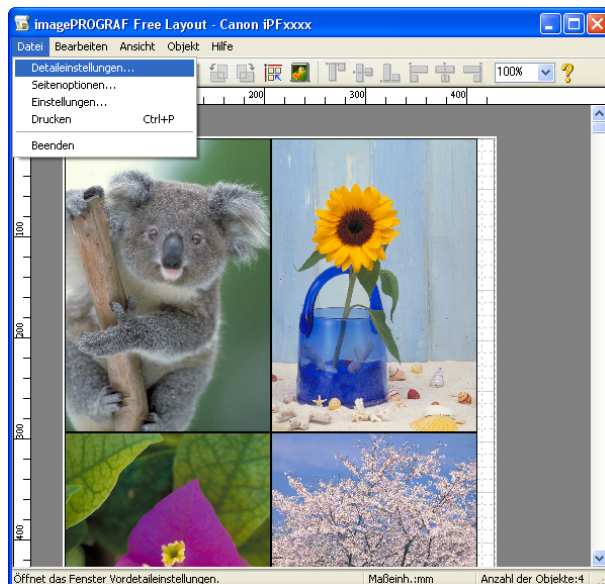 imagePROGRAF Free Layout - Canon iPFxxxx
Datei Bearbeiten Ansicht Objekt Hilfe
Detaileinstellungen...
Seitenoptionen...
Einstellungen...
Drucken Ctrl+P
Beenden
100%
200 300 400
100
200
300
400
Öffnet das Fenster Vordetaileinstellungen. Maßeinh.:mm Anzahl der Objekte:4